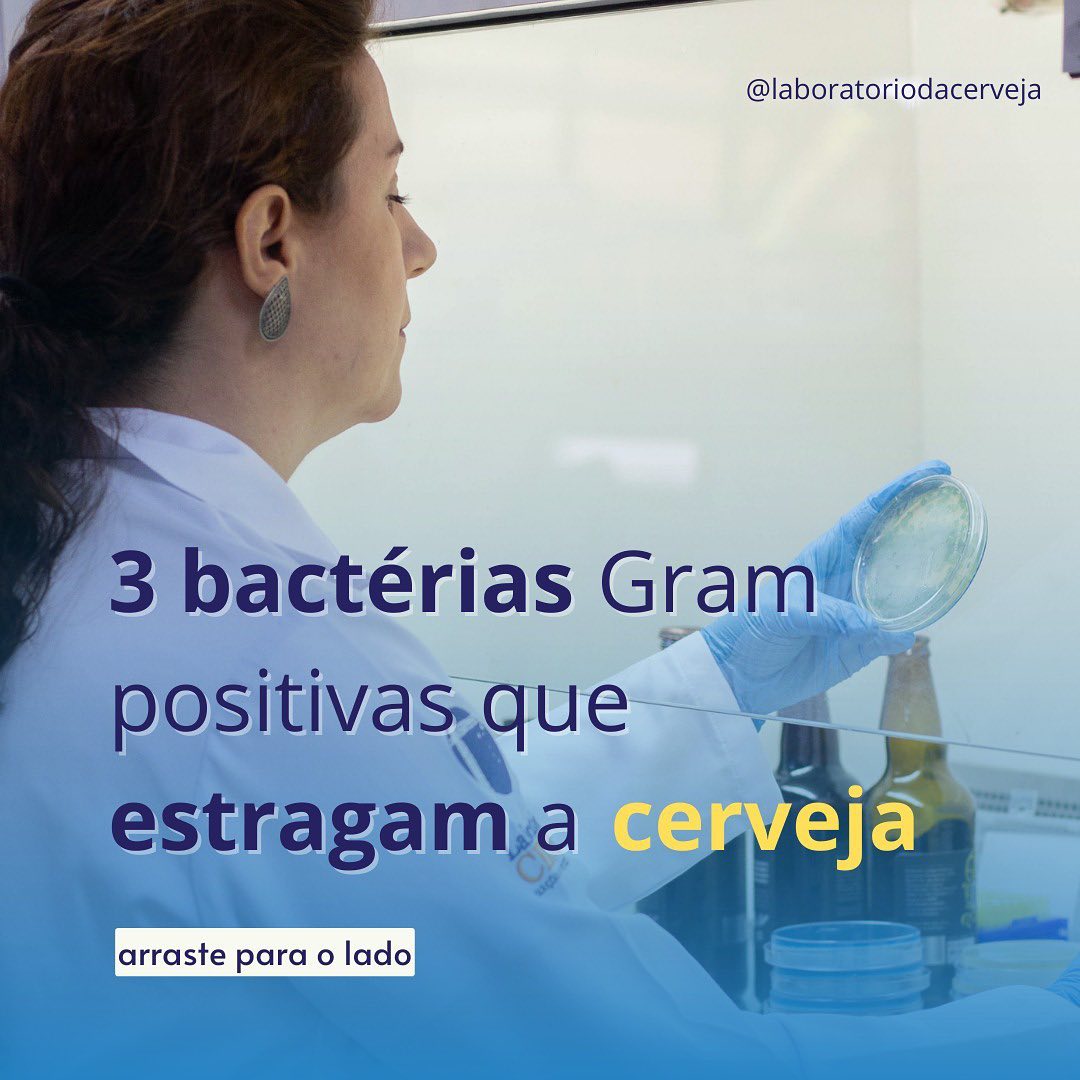 @laboratoriodacerveja
3 bactérias Gram
positivas que
estragam a cerveja
arraste para o lado